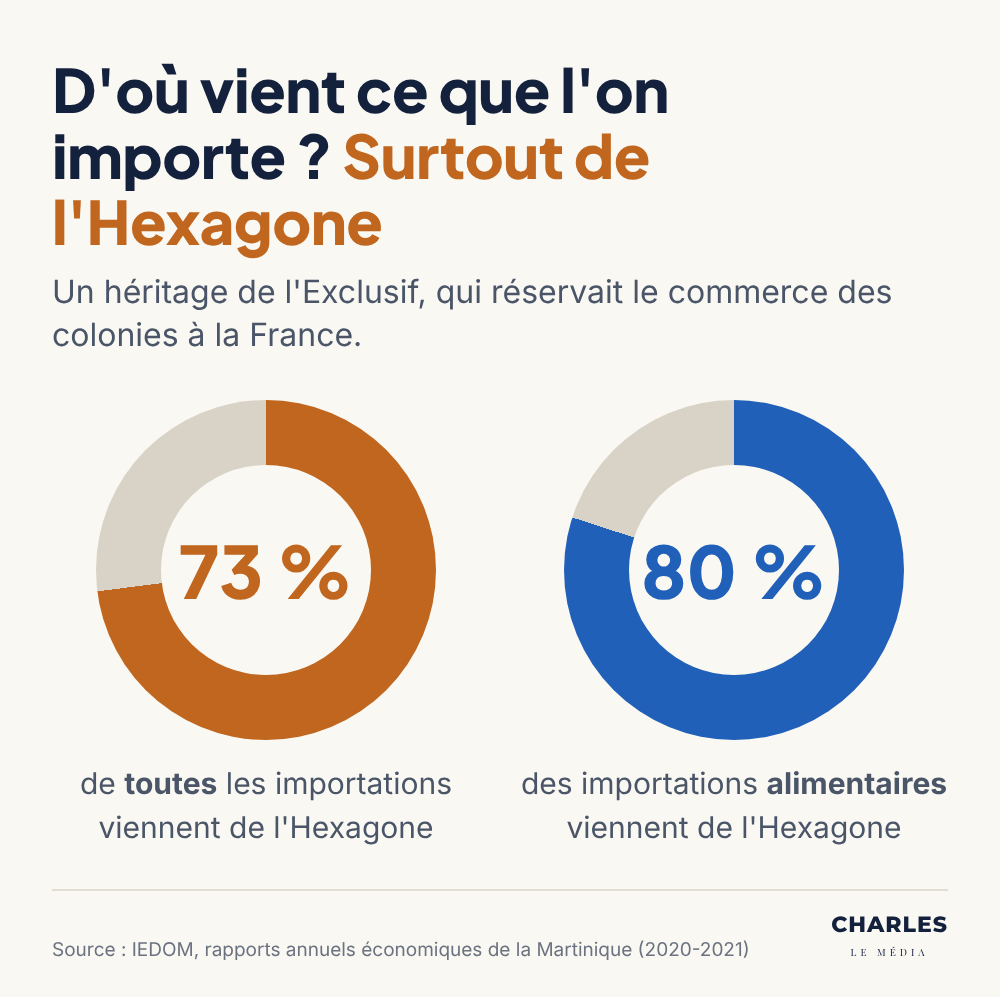 D'où vient ce que l'on
importe ? Surtout de
l'Hexagone
Un héritage de l'Exclusif, qui réservait le commerce des
colonies à la France.
73 %
80 %
de toutes les importations
viennent de l'Hexagone
des importations alimentaires
viennent de l'Hexagone
Source : IEDOM, rapports annuels économiques de la Martinique (2020-2021)
CHARLES
LE MÉDIA